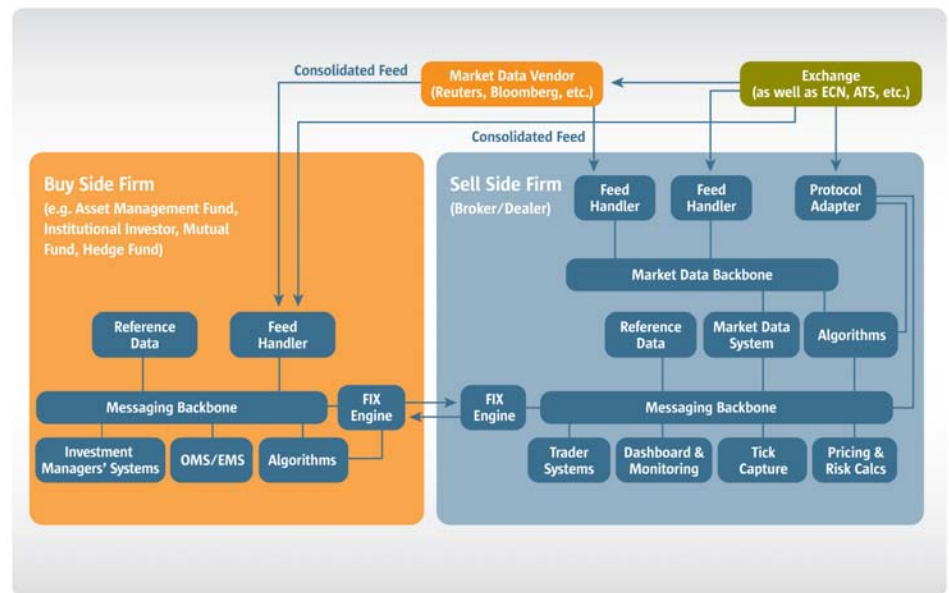 Consolidated Feed
Market Data Vendor
(Reuters, Bloomberg, etc.)
Exchange
(as well as ECN, ATS, etc.)
Consolidated Feed
Buy Side Firm
(e.g. Asset Management Fund,
Institutional Investor, Mutual
Fund, Hedge Fund)
Reference
Data
Feed
Handler
Messaging Backbone
FIX
Engine
Investment
Managers' Systems
OMS/EMS
Algorithms
Sell Side Firm
(Broker/Dealer)
Feed
Handler
Feed
Handler
Protocol
Adapter
Market Data Backbone
Reference
Data
Market Data
System
Algorithms
FIX
Engine
Messaging Backbone
Trader
Systems
Dashboard &
Monitoring
Tick
Capture
Pricing &
Risk Calcs